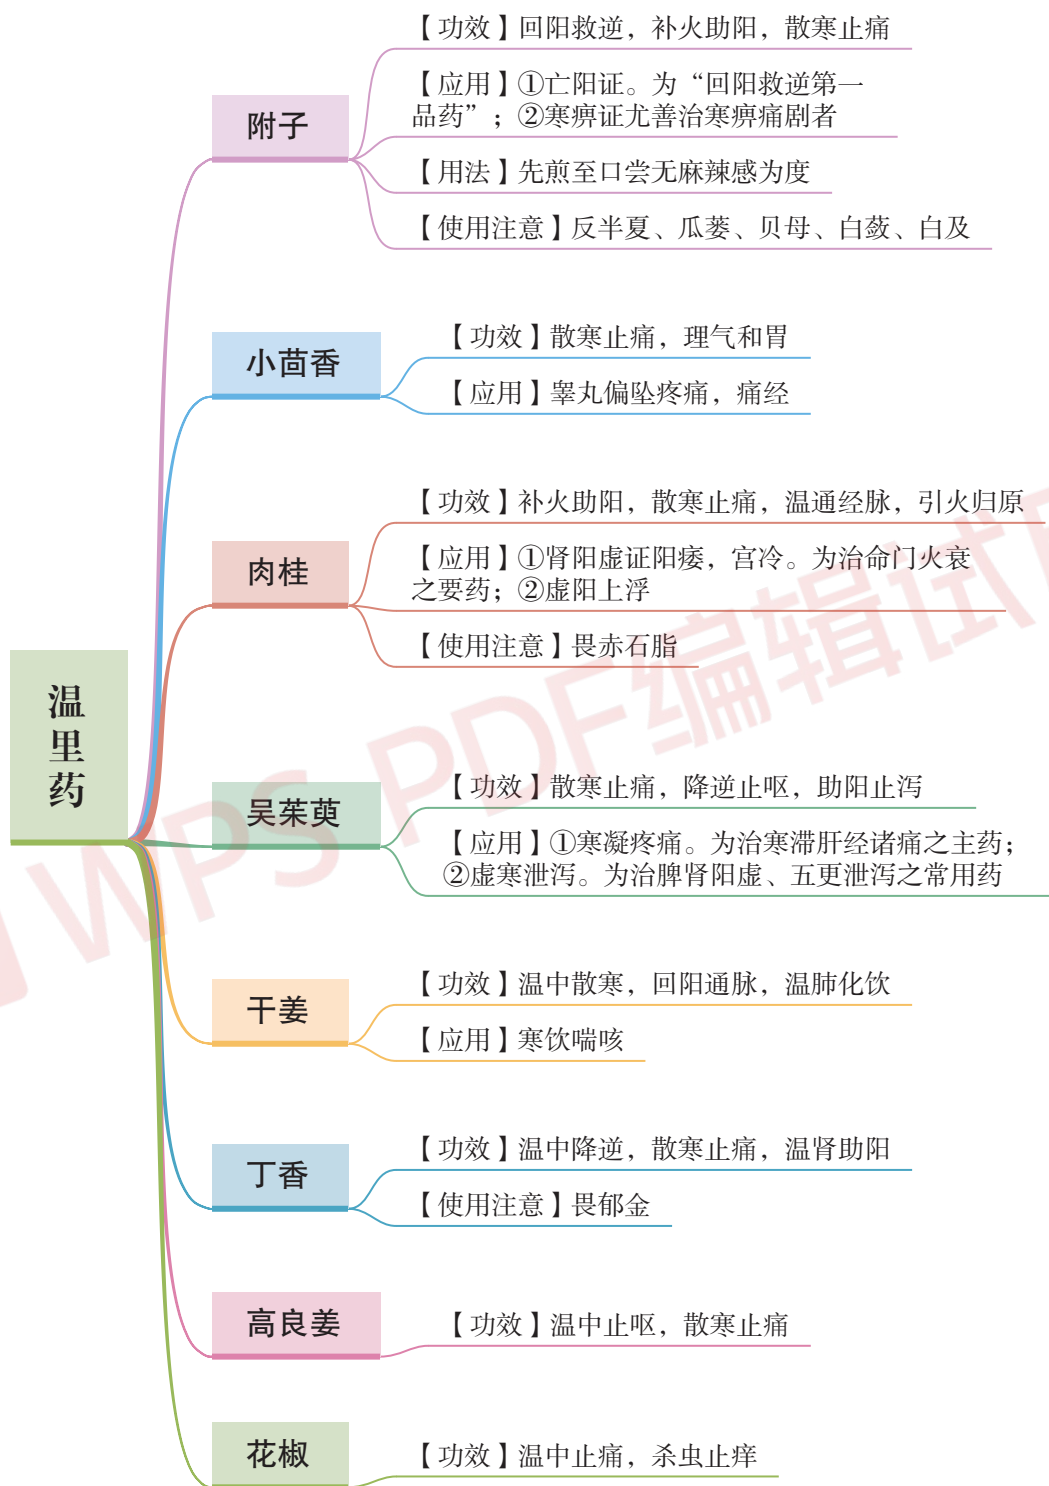 温里药
附子
【功效】回阳救逆，补火助阳，散寒止痛
【应用】①亡阳证。为“回阳救逆第一
品药”；②寒痹证尤善治寒痹痛剧者
【用法】先煎至口尝无麻辣感为度
【使用注意】反半夏、瓜蒌、贝母、白蔹、白及
小茴香
【功效】散寒止痛，理气和胃
【应用】睾丸偏坠疼痛，痛经
肉桂
【功效】补火助阳，散寒止痛，温通经脉，引火归原
【应用】①肾阳虚证阳痿，宫冷。为治命门火衰
之要药；②虚阳上浮
【使用注意】畏赤石脂
吴茱萸
【功效】散寒止痛，降逆止呕，助阳止泻
【应用】①寒凝疼痛。为治寒滞肝经诸痛之主药；
②虚寒泄泻。为治脾肾阳虚、五更泄泻之常用药
干姜
【功效】温中散寒，回阳通脉，温肺化饮
【应用】寒饮喘咳
丁香
【功效】温中降逆，散寒止痛，温肾助阳
【使用注意】畏郁金
高良姜
【功效】温中止呕，散寒止痛
花椒
【功效】温中止痛，杀虫止痒
WPS PDF编辑试